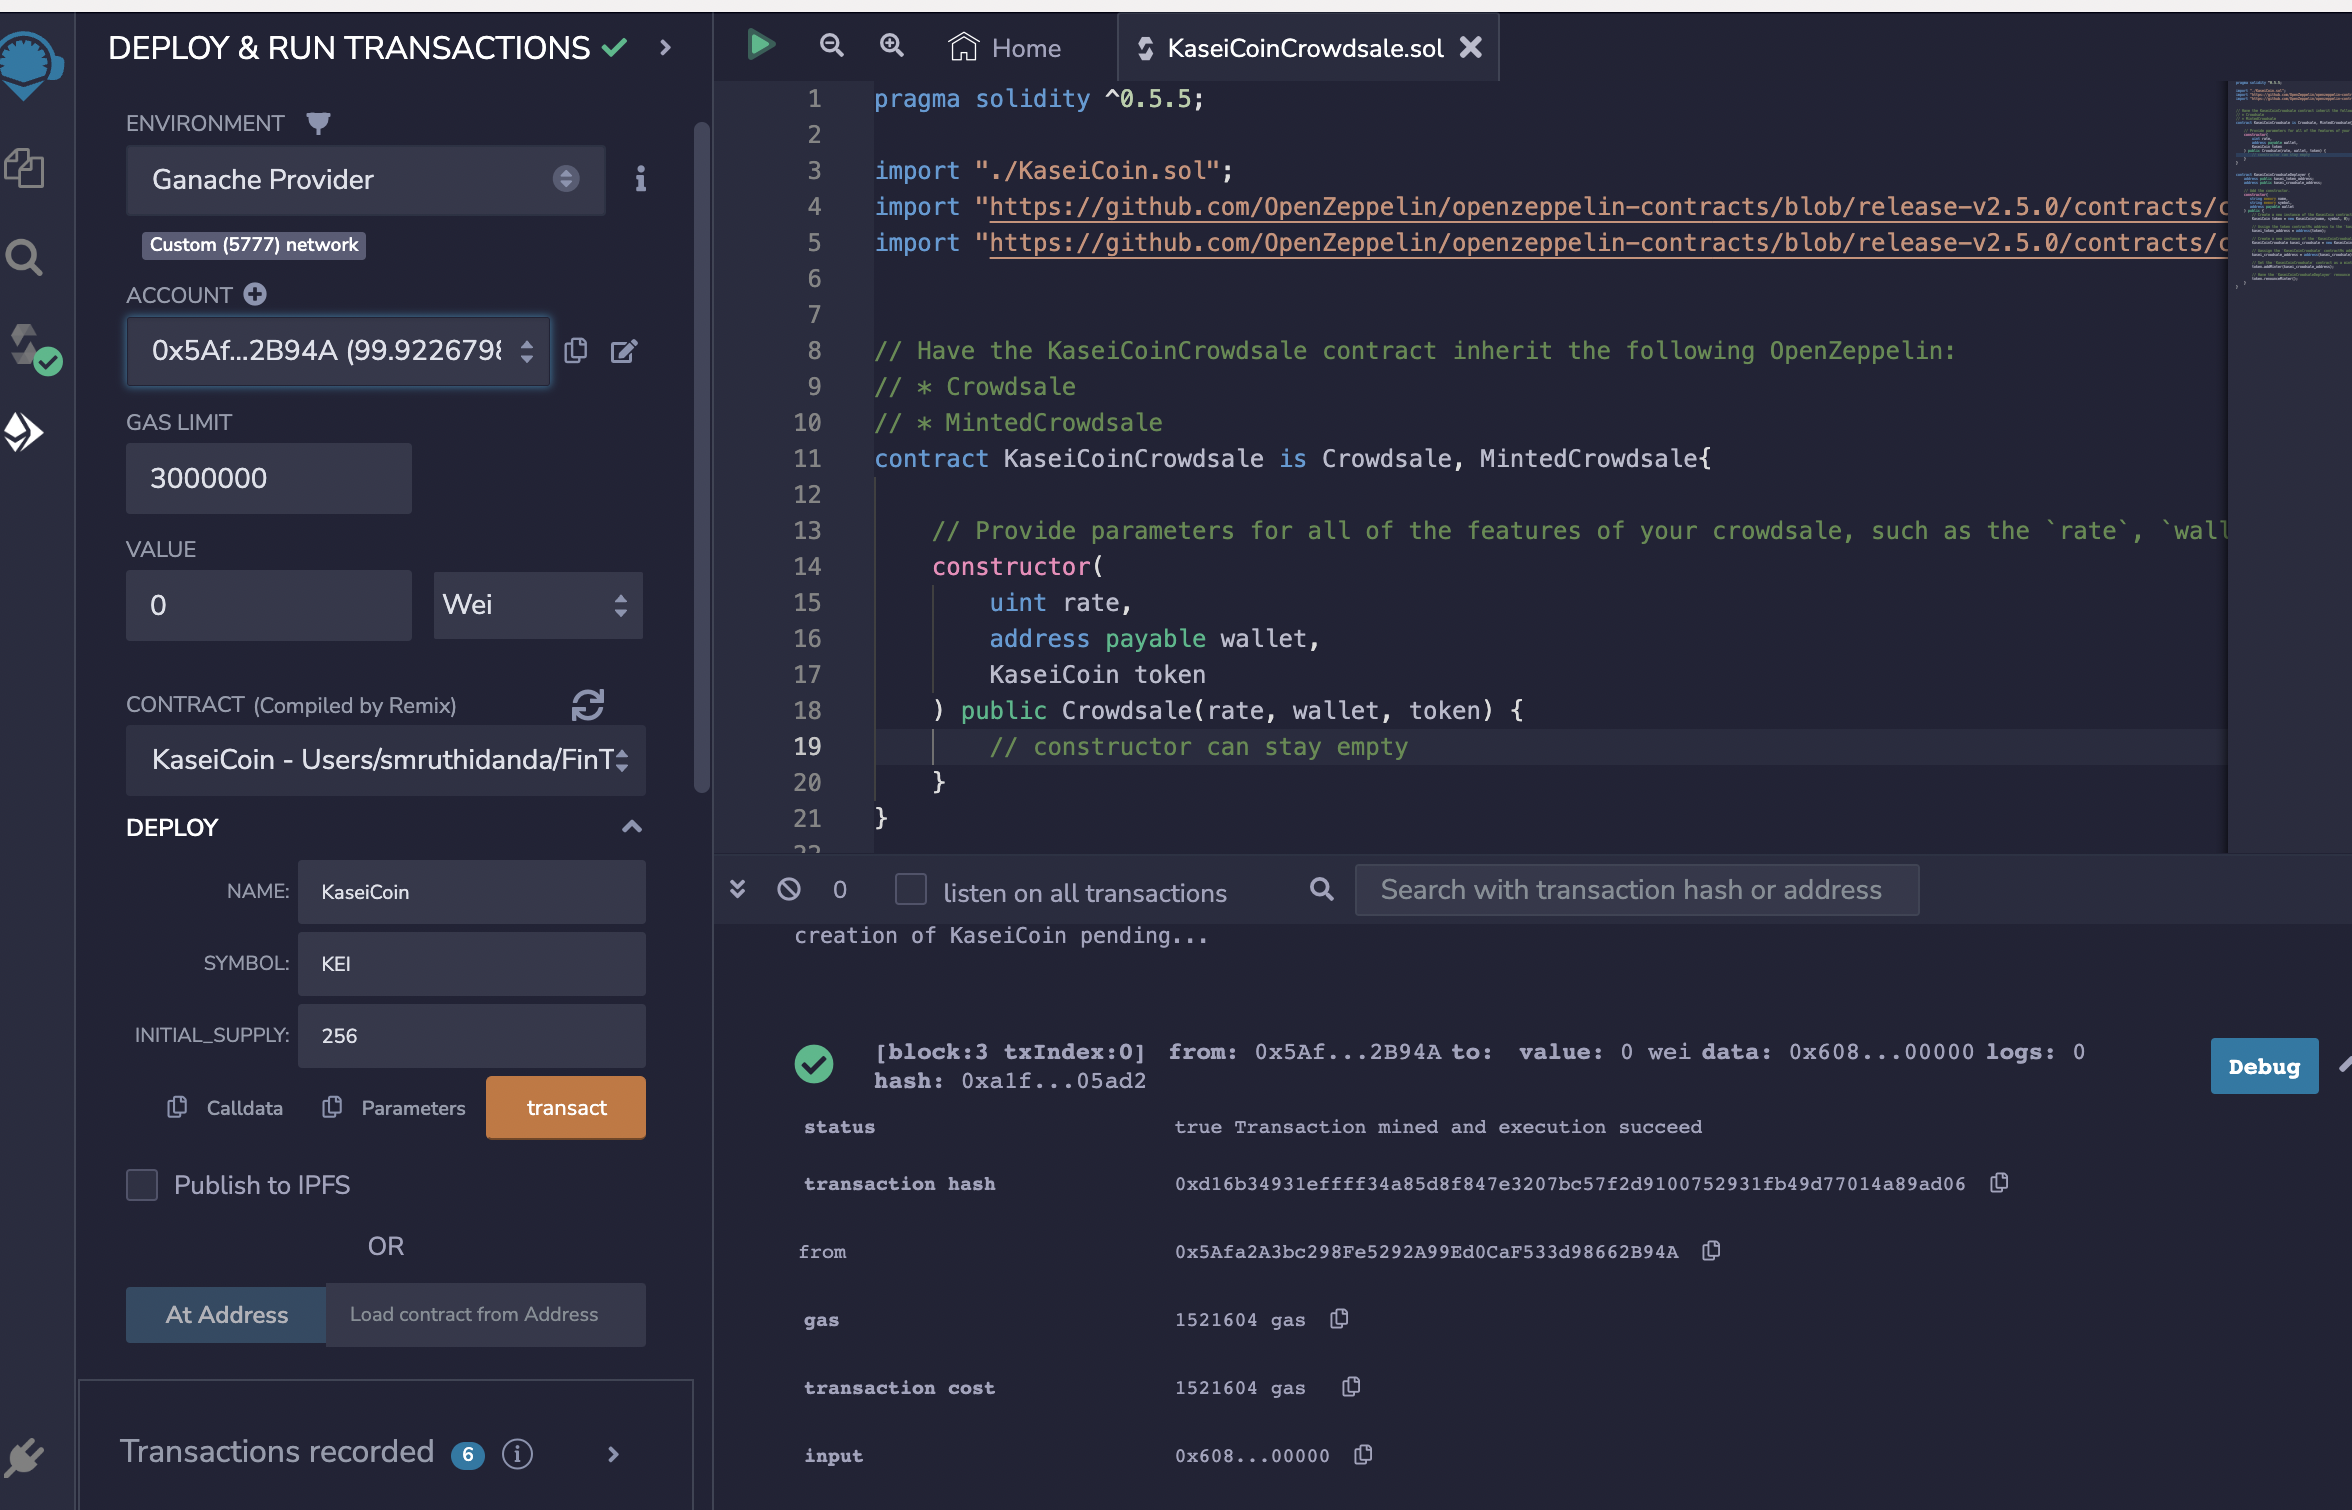 DEPLOY & RUN TRANSACTIONS
ENVIRONMENT
Ganache Provider
Custom (5777) network
ACCOUNT
0x5Af...2B94A (99.9226798
GAS LIMIT
3000000
VALUE
0
Wei
CONTRACT (Compiled by Remix)
KaseiCoin - Users/smruthidanda/FinT
DEPLOY
NAME:
KaseiCoin
SYMBOL:
KEI
INITIAL_SUPPLY:
256
Calldata
Parameters
transact
Publish to IPFS
OR
At Address
Load contract from Address
Transactions recorded 6
Home
KaseiCoinCrowdsale.sol
1 pragma solidity ^0.5.5;
2
3 import "./KaseiCoin.sol";
4 import "https://github.com/OpenZeppelin/openzeppelin-contracts/blob/release-v2.5.0/contracts/c
5 import "https://github.com/OpenZeppelin/openzeppelin-contracts/blob/release-v2.5.0/contracts/c
6
7
8 // Have the KaseiCoinCrowdsale contract inherit the following OpenZeppelin:
9 // * Crowdsale
10 // * MintedCrowdsale
11 contract KaseiCoinCrowdsale is Crowdsale, MintedCrowdsale{
12
13 // Provide parameters for all of the features of your crowdsale, such as the `rate`, `wall
14 constructor(
15 uint rate,
16 address payable wallet,
17 KaseiCoin token
18 ) public Crowdsale(rate, wallet, token) {
19 // constructor can stay empty
20 }
21 }
22
0
listen on all transactions
Search with transaction hash or address
creation of KaseiCoin pending...
[block:3 txIndex:0] from: 0x5Af...2B94A to: value: 0 wei data: 0x608...00000 logs: 0
hash: 0xa1f...05ad2
Debug
status true Transaction mined and execution succeed
transaction hash 0xd16b34931effff34a85d8f847e3207bc57f2d9100752931fb49d77014a89ad06
from 0x5Afa2A3bc298Fe5292A99Ed0CaF533d98662B94A
gas 1521604 gas
transaction cost 1521604 gas
input 0x608...00000